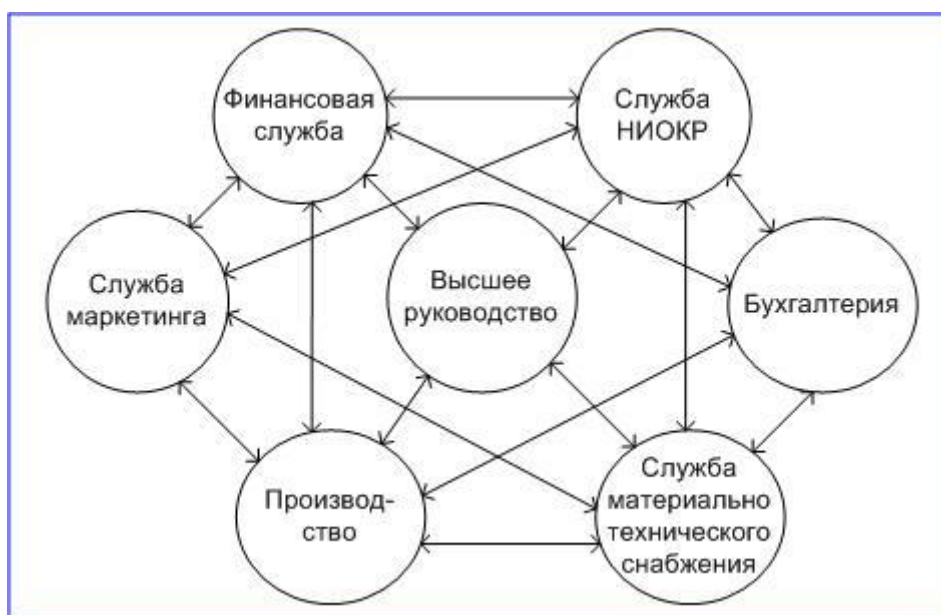 Финансовая
служба
Служба
НИОКР
Служба
маркетинга
Высшее
руководство
Бухгалтерия
Производ-
ство
Служба
материально
технического
снабжения